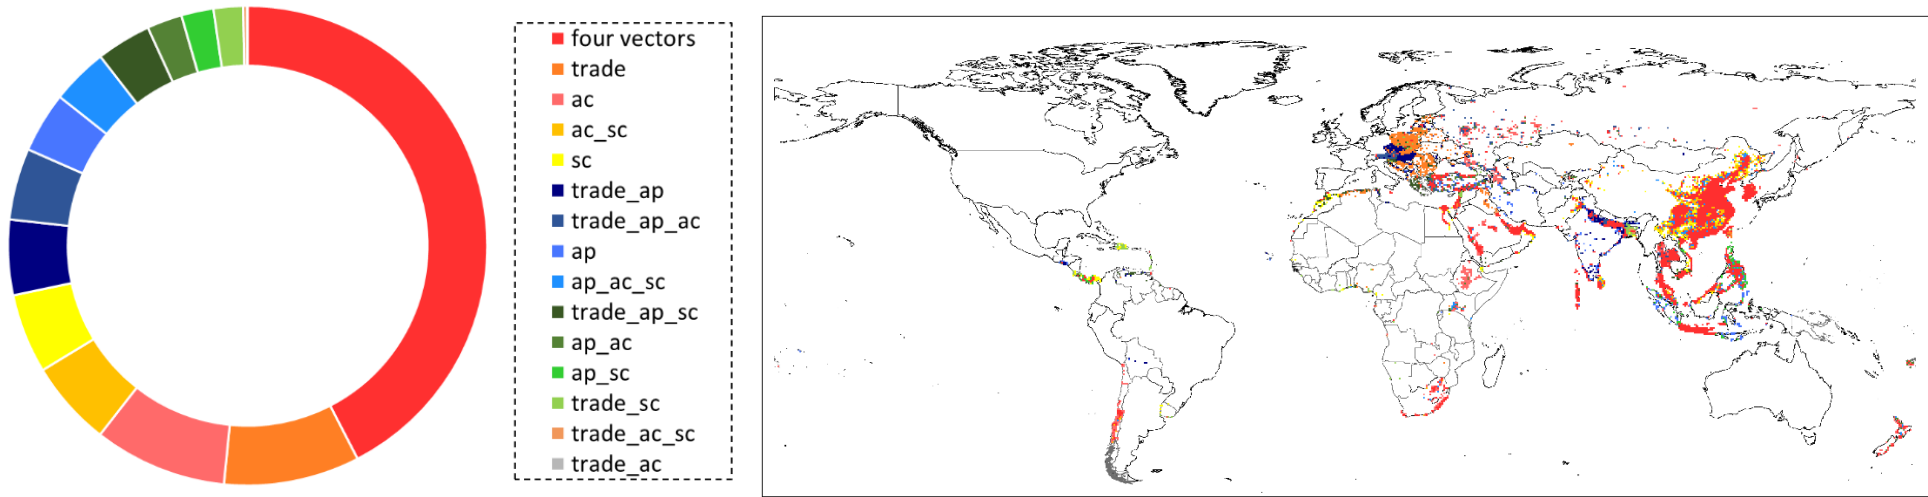 four vectors
trade
ac
ac_sc
sc
trade_ap
trade_ap_ac
ap
ap_ac_sc
trade_ap_sc
ap_ac
ap_sc
trade_sc
trade_ac_sc
trade_ac